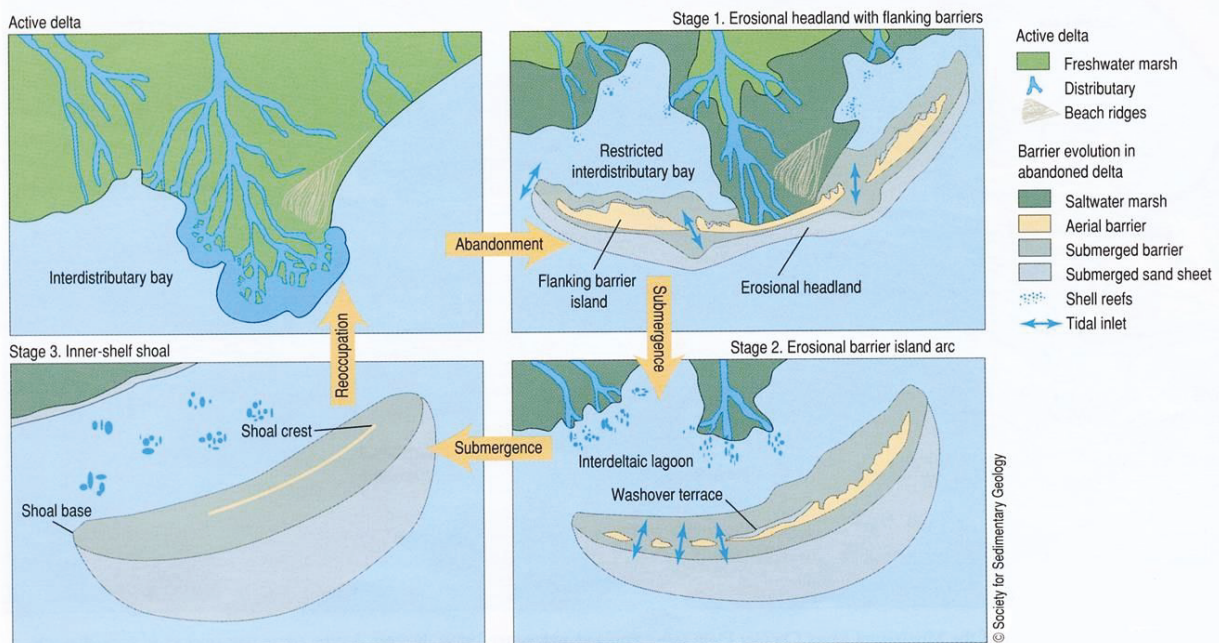 Active delta
Interdistributary bay
Abandonment
Stage 1. Erosional headland with flanking barriers
Restricted
interdistributary bay
Flanking barrier
island
Erosional headland
Submergence
Stage 2. Erosional barrier island arc
Interdeltaic lagoon
Washover terrace
Submergence
Stage 3. Inner-shelf shoal
Shoal crest
Shoal base
Reoccupation
Active delta
Freshwater marsh
Distributary
Beach ridges
Barrier evolution in
abandoned delta
Saltwater marsh
Aerial barrier
Submerged barrier
Submerged sand sheet
Shell reefs
Tidal inlet
© Society for Sedimentary Geology